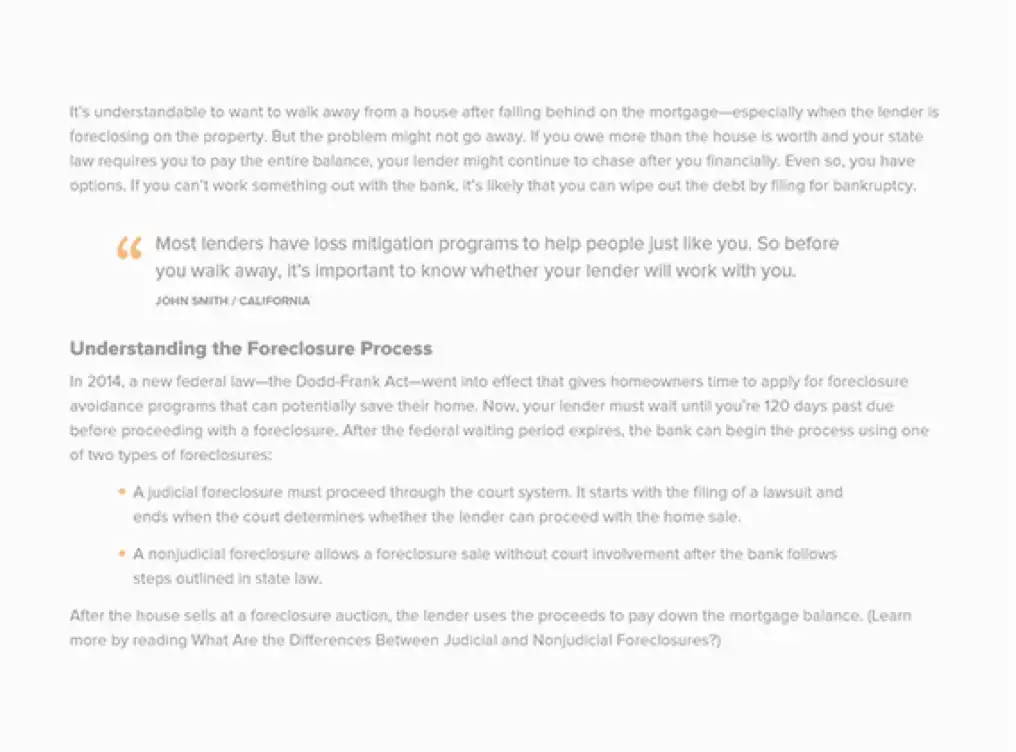 It's understandable to want to walk away from a house after falling behind on the mortgage—especially when the lender is
foreclosing on the property. But the problem might not go away. If you owe more than the house is worth and your state
law requires you to pay the entire balance, your lender might continue to chase after you financially. Even so, you have
options. If you can't work something out with the bank, it's likely that you can wipe out the debt by filing for bankruptcy.
“ Most lenders have loss mitigation programs to help people just like you. So before
you walk away, it's important to know whether your lender will work with you.
JOHN SMITH / CALIFORNIA
Understanding the Foreclosure Process
In 2014, a new federal law—the Dodd-Frank Act—went into effect that gives homeowners time to apply for foreclosure
avoidance programs that can potentially save their home. Now, your lender must wait until you're 120 days past due
before proceeding with a foreclosure. After the federal waiting period expires, the bank can begin the process using one
of two types of foreclosures:
• A judicial foreclosure must proceed through the court system. It starts with the filing of a lawsuit and
ends when the court determines whether the lender can proceed with the home sale.
• A nonjudicial foreclosure allows a foreclosure sale without court involvement after the bank follows
steps outlined in state law.
After the house sells at a foreclosure auction, the lender uses the proceeds to pay down the mortgage balance. (Learn
more by reading What Are the Differences Between Judicial and Nonjudicial Foreclosures?)